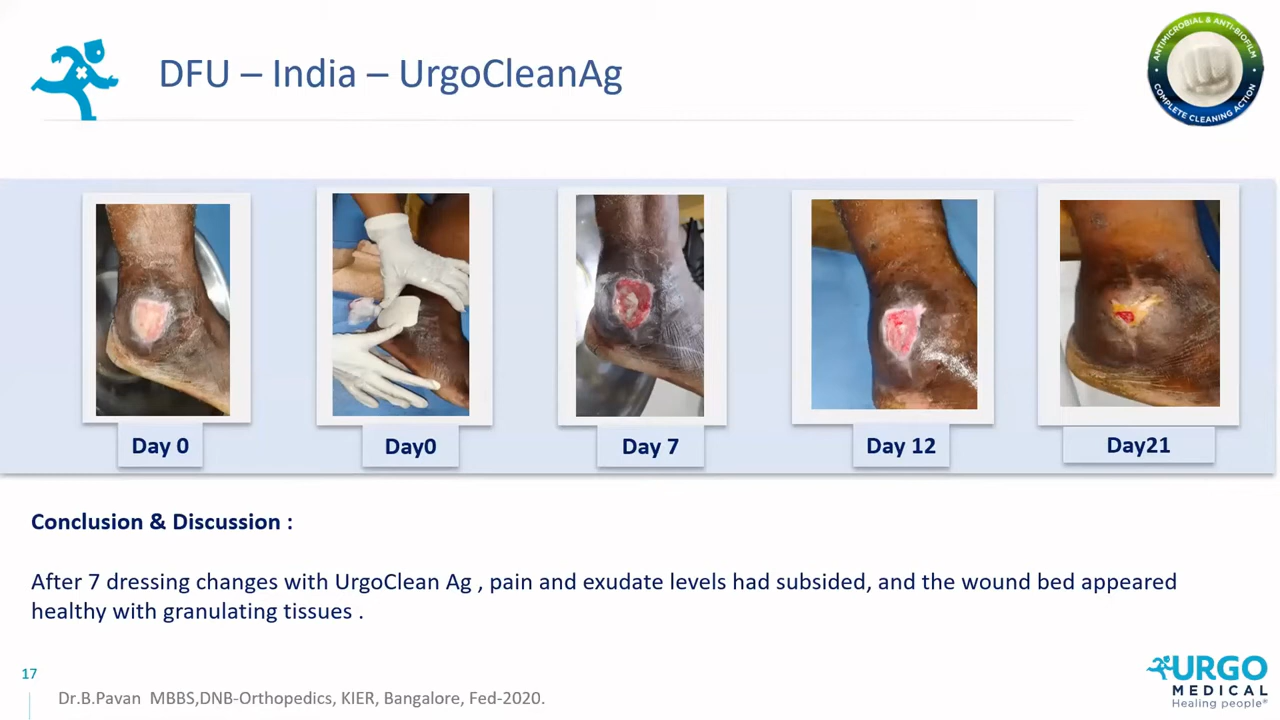 DFU – India – UrgoCleanAg
ANTIMICROBIAL & ANTI-BIOFILM
COMPLETE CLEANING ACTION
Day 0
Day0
Day 7
Day 12
Day21
Conclusion & Discussion :
After 7 dressing changes with UrgoClean Ag , pain and exudate levels had subsided, and the wound bed appeared
healthy with granulating tissues .
17
Dr.B.Pavan MBBS,DNB-Orthopedics, KIER, Bangalore, Fed-2020.
URGO
MEDICAL
Healing people®